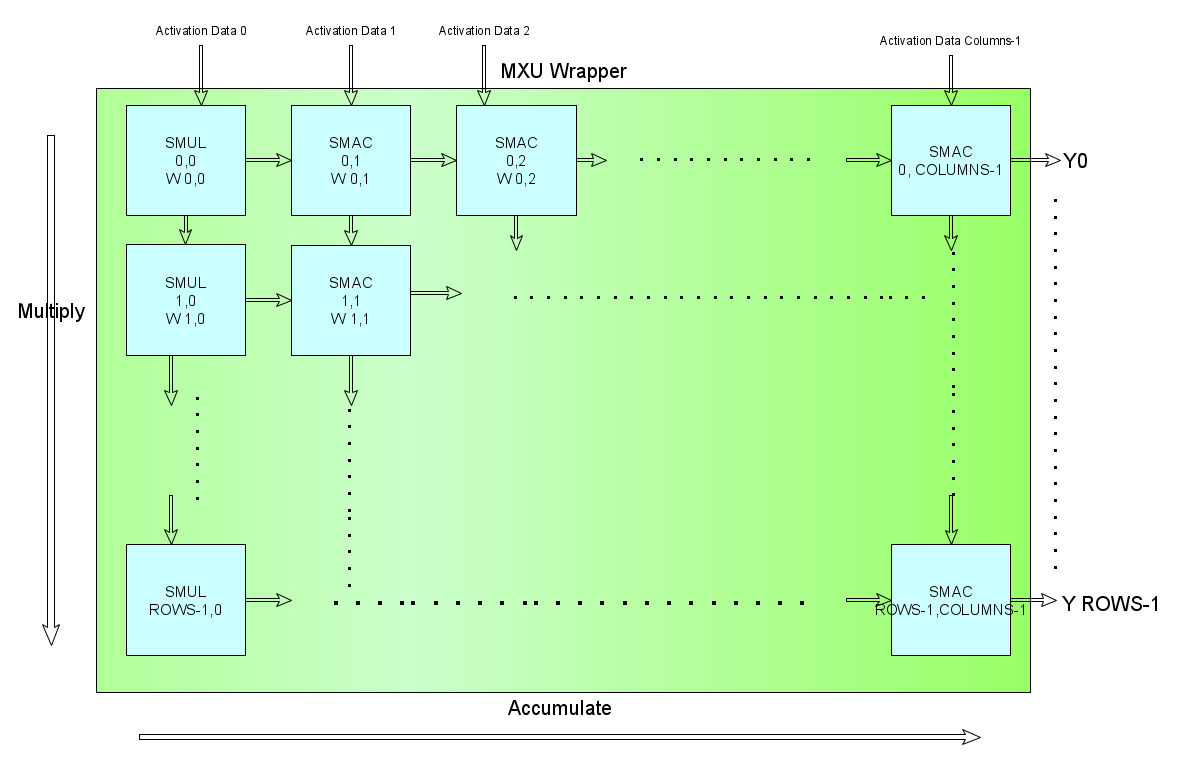 Activation Data 0
Activation Data 1
Activation Data 2
Activation Data Columns-1
MXU Wrapper
SMUL
0,0
W 0,0
SMAC
0,1
W 0,1
SMAC
0,2
W 0,2
SMAC
0, COLUMNS-1
Y0
SMUL
1,0
W 1,0
SMAC
1,1
W 1,1
Multiply
SMUL
ROWS-1,0
SMAC
ROWS-1,COLUMNS-1
Y ROWS-1
Accumulate